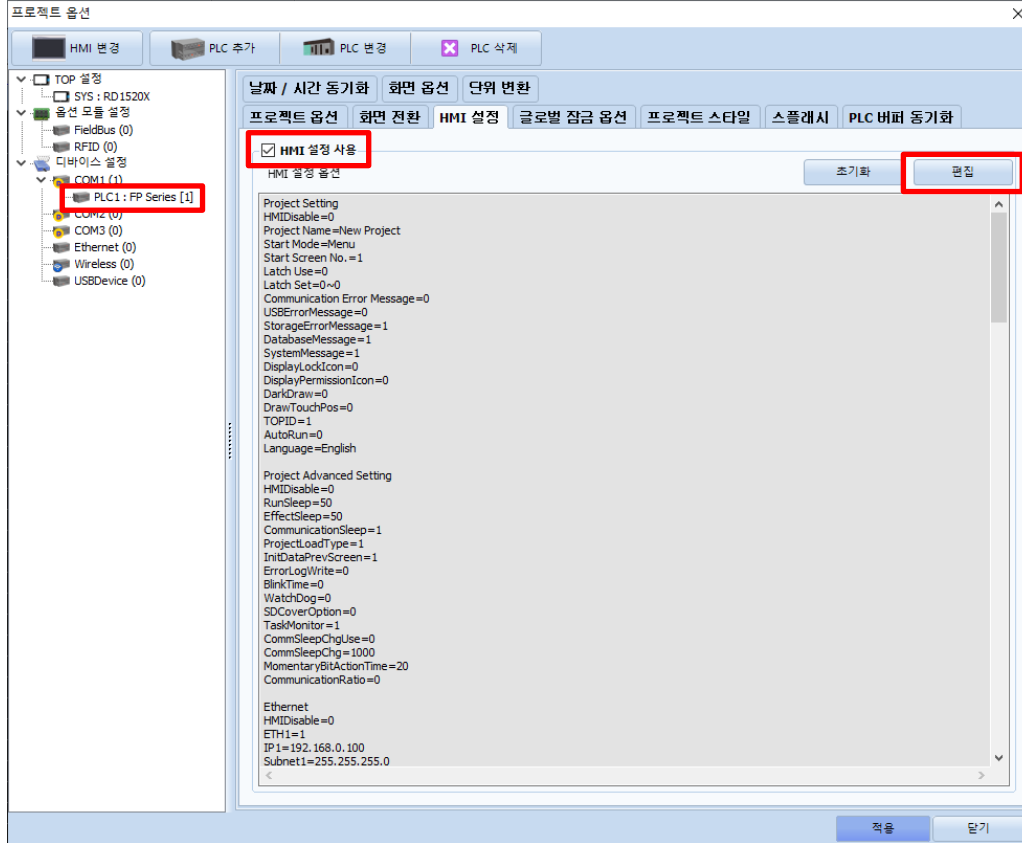 프로젝트 옵션
HMI 변경
PLC 추가
PLC 변경
PLC 삭제
TOP 설정
SYS : RD1520X
옵션 모듈 설정
FieldBus (0)
RFID (0)
디바이스 설정
COM1 (1)
PLC1 : FP Series [1]
COM2 (0)
COM3 (0)
Ethernet (0)
Wireless (0)
USBDevice (0)
날짜 / 시간 동기화 화면 옵션 단위 변환
프로젝트 옵션 화면 전환 HMI 설정 글로벌 잠금 옵션 프로젝트 스타일 스플래시 PLC 버퍼 동기화
HMI 설정 사용
HMI 설정 옵션
초기화
편집
Project Setting
HMIDisable=0
Project Name=New Project
Start Mode=Menu
Start Screen No.=1
Latch Use=0
Latch Set=0~0
Communication Error Message=0
USBErrorMessage=0
StorageErrorMessage=1
DatabaseMessage=1
SystemMessage=1
DisplayLockIcon=0
DisplayPermissionIcon=0
DarkDraw=0
DrawTouchPos=0
TOPID=1
AutoRun=0
Language=English
Project Advanced Setting
HMIDisable=0
RunSleep=50
EffectSleep=50
CommunicationSleep=1
ProjectLoadType=1
InitDataPrevScreen=1
ErrorLogWrite=0
BlinkTime=0
WatchDog=0
SDCoverOption=0
TaskMonitor=1
CommSleepChgUse=0
CommSleepChg=1000
MomentaryBitActionTime=20
CommunicationRatio=0
Ethernet
HMIDisable=0
ETH1=1
IP1=192.168.0.100
Subnet1=255.255.255.0
적용
닫기